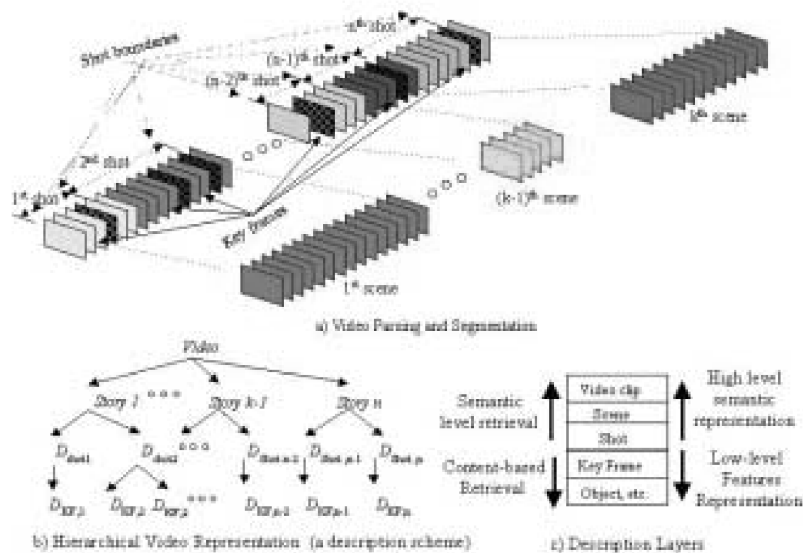 nth shot
Shot boundaries
(n-1)th shot
(n-2)th shot
kth scene
2nd shot
1st shot
(k-1)th scene
Key frames
1st scene
a) Video Parsing and Segmentation
Video
Story 1
Story k-1
Story n
Video clip
Scene
Shot
Key Frame
Object, etc.
Semantic
level retrieval
High level
semantic
representation
Content-based
Retrieval
Low-level
Features
Representation
D
D
D
D
D
D
D
D
D
D
D
b) Hierarchical Video Representation (a description scheme)
c) Description Layers